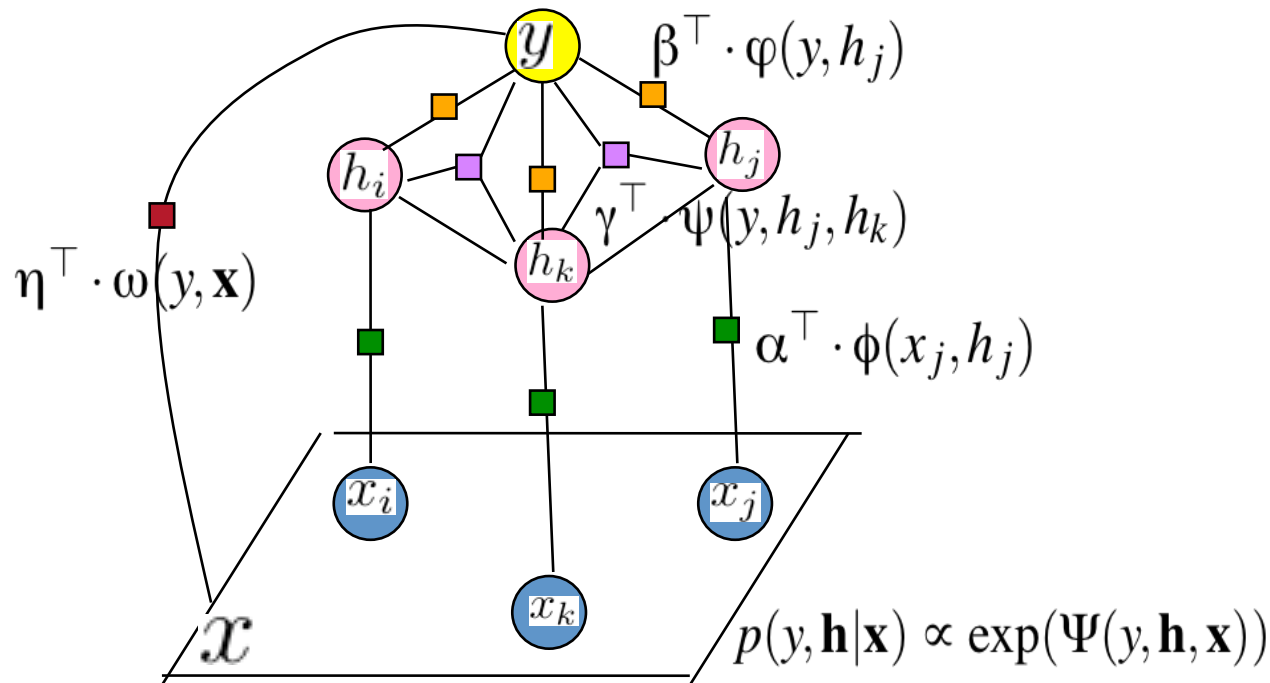 y
β⊤ · φ(y, hj)
hi
hj
γ⊤ · ψ(y, hj, hk)
hk
η⊤ · ω(y, x)
α⊤ · ϕ(xj, hj)
xi
xj
xk
x
p(y, h|x) ∝ exp(Ψ(y, h, x))